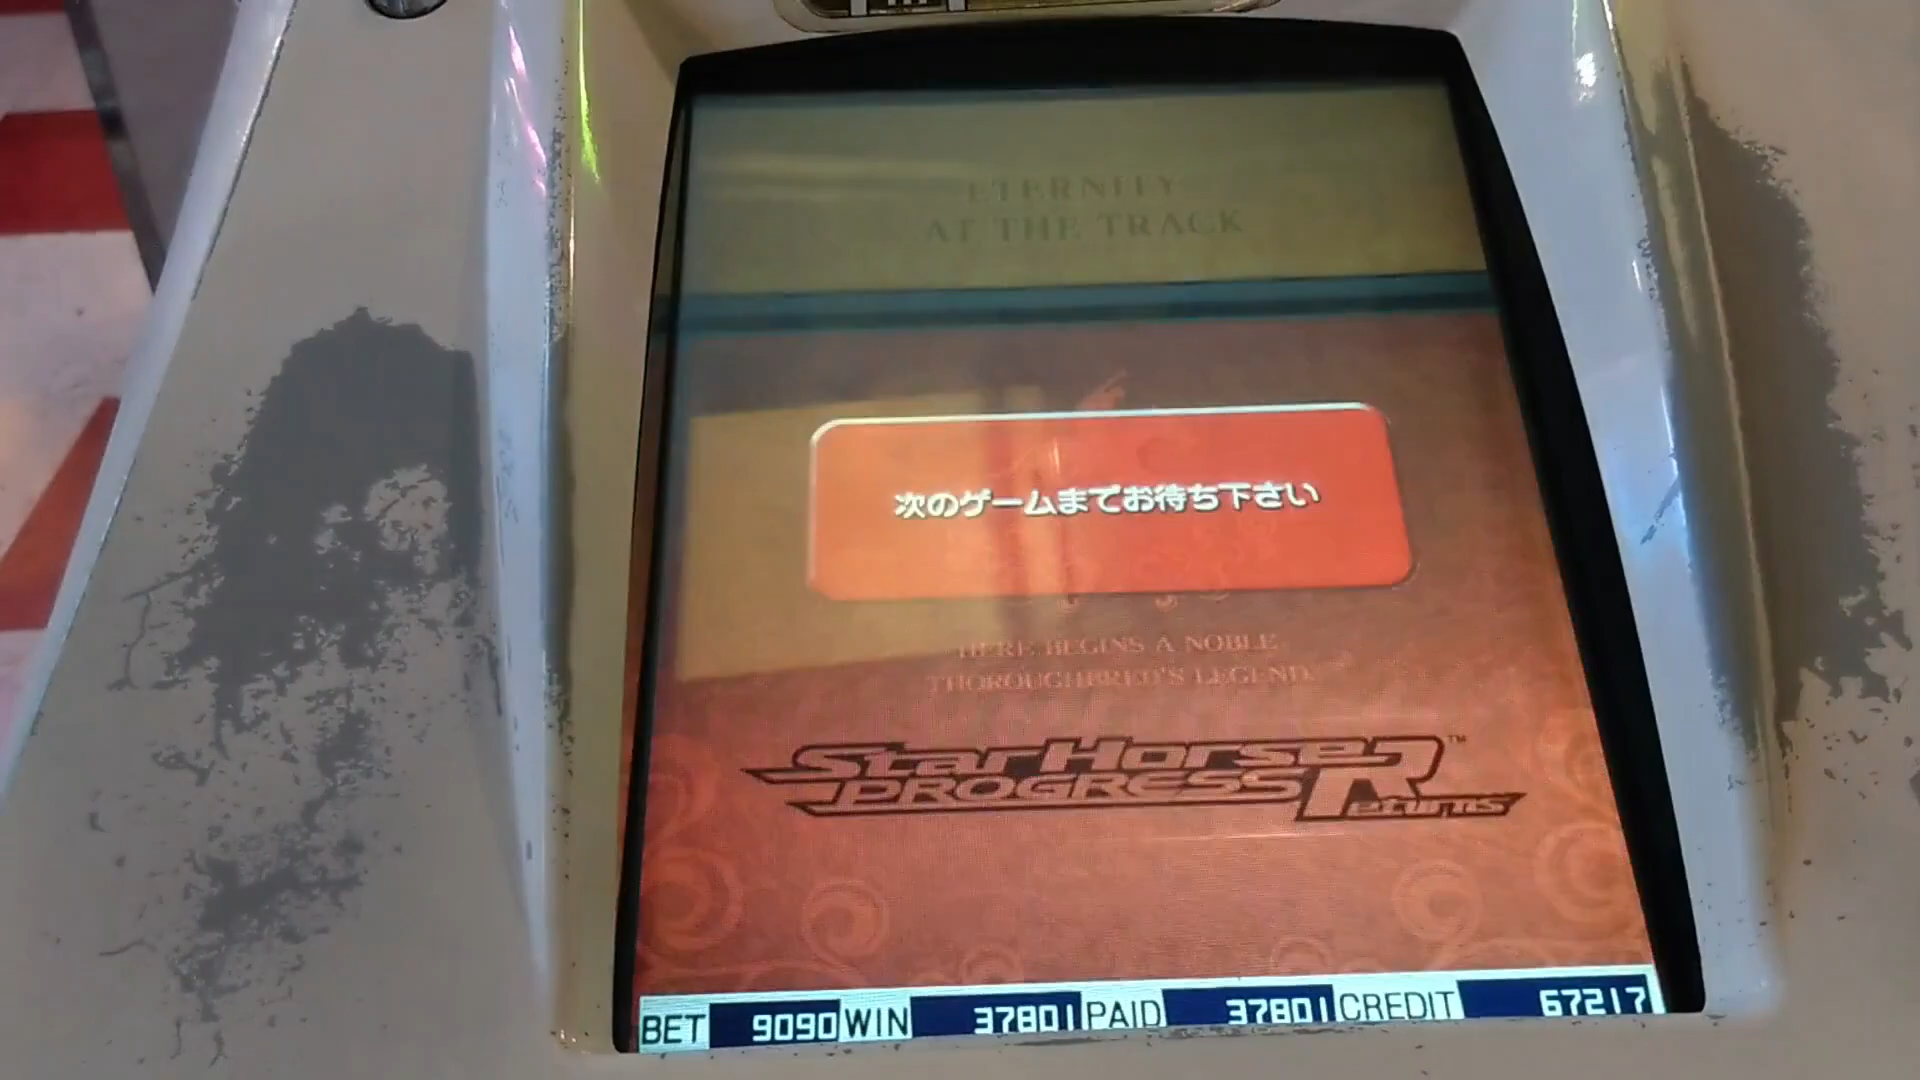 ETERNITY
AT THE TRACK
次のゲームまでお待ち下さい
HERE BEGINS A NOBLE
THOROUGHBRED'S LEGEND.
StarHorse
PROGRESS Returns™
BET 9090 WIN 37801 PAID 37801 CREDIT 67217